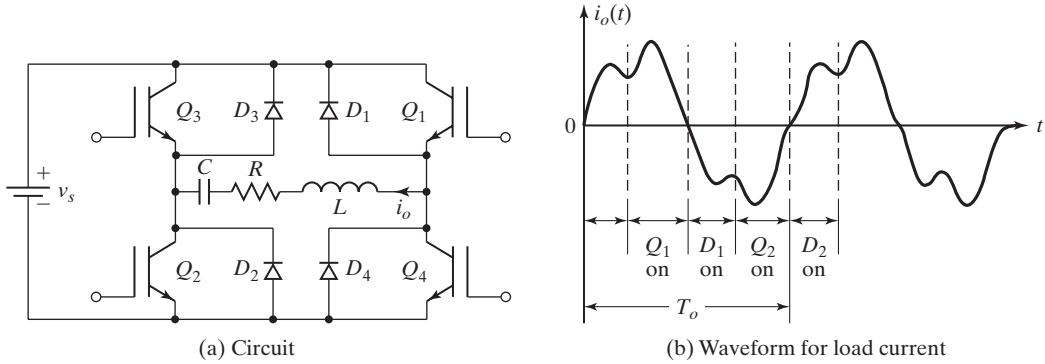 Q3
D3
D1
Q1
C
R
+
vs
−
L
io
Q2
D2
D4
Q4
(a) Circuit
io(t)
0
t
Q1
on
D1
on
Q2
on
D2
on
To
(b) Waveform for load current